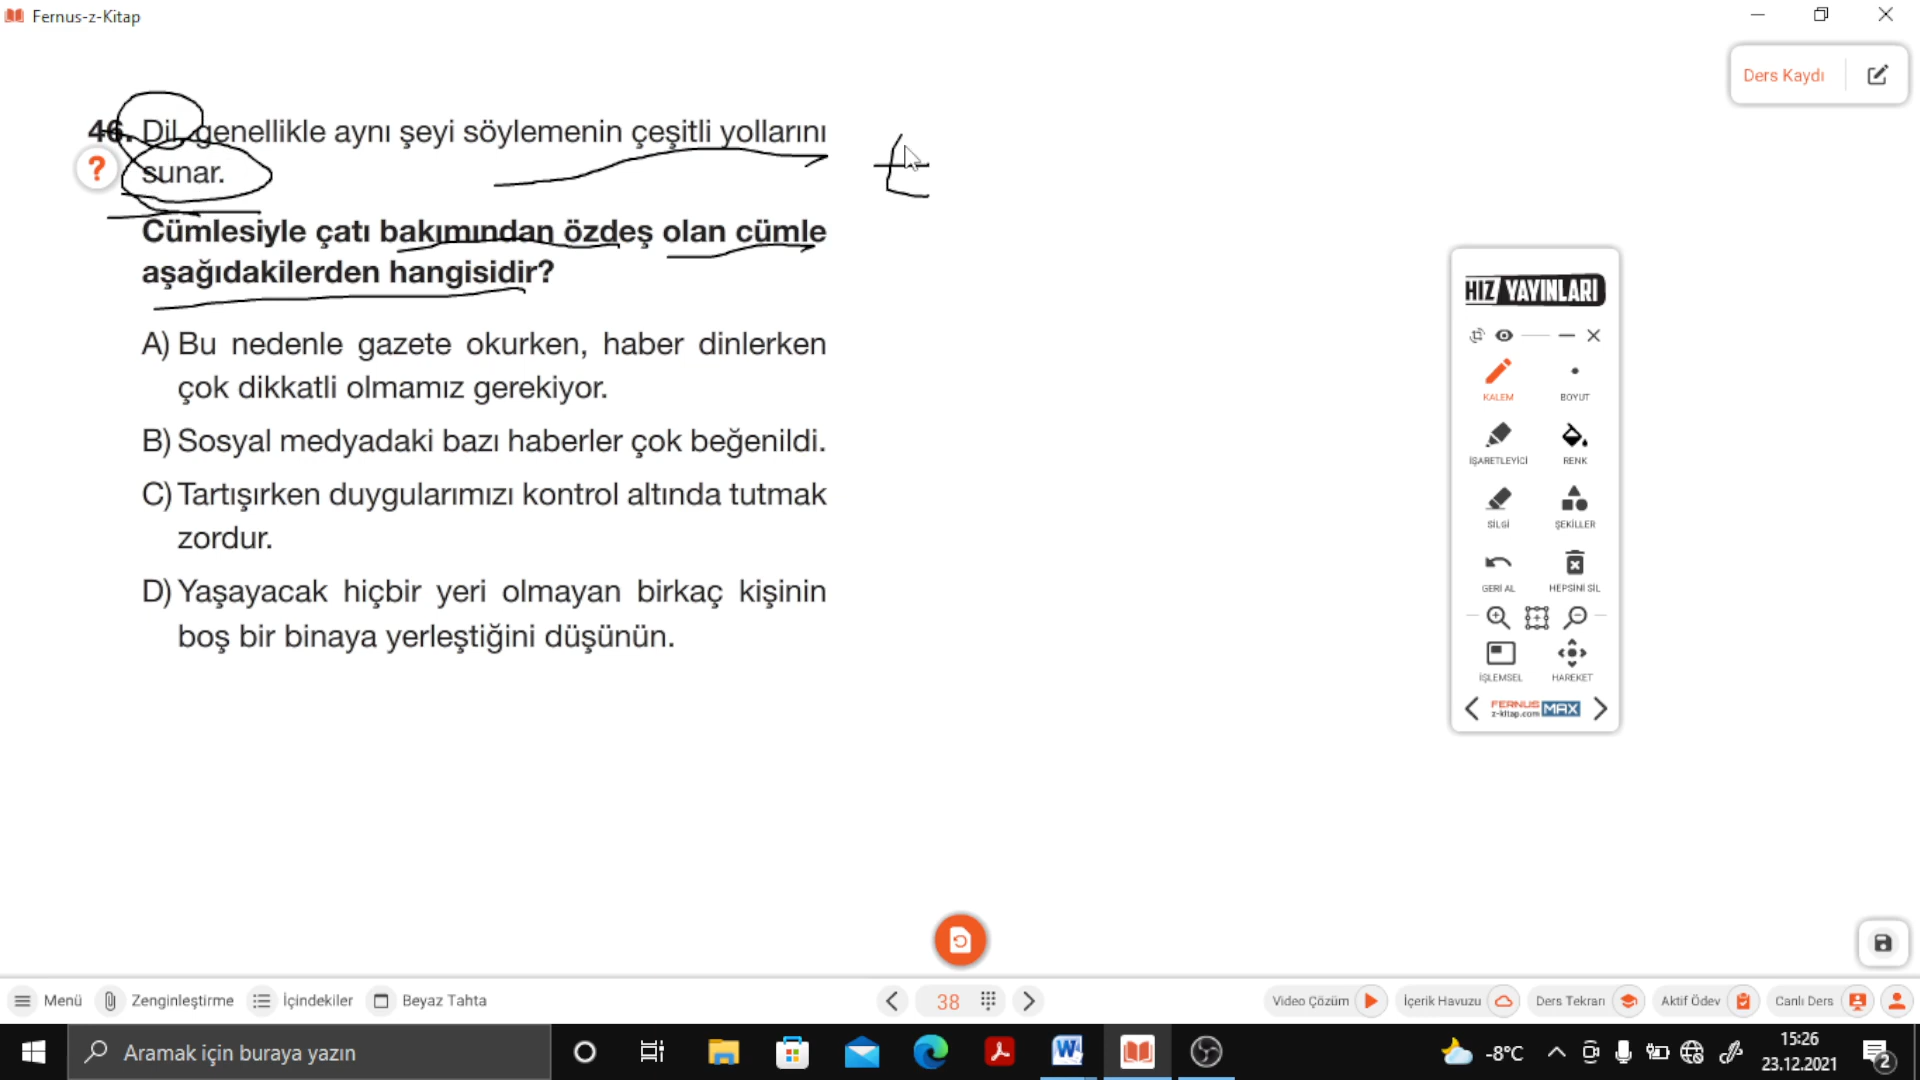 Fernus-z-Kitap
Ders Kaydı
46. Dil, genellikle aynı şeyi söylemenin çeşitli yollarını
sunar.
Cümlesiyle çatı bakımından özdeş olan cümle
aşağıdakilerden hangisidir?
A) Bu nedenle gazete okurken, haber dinlerken
çok dikkatli olmamız gerekiyor.
B) Sosyal medyadaki bazı haberler çok beğenildi.
C) Tartışırken duygularımızı kontrol altında tutmak
zordur.
D) Yaşayacak hiçbir yeri olmayan birkaç kişinin
boş bir binaya yerleştiğini düşünün.
HIZ YAYINLARI
KALEM BOYUT
İŞARETLEYİCİ RENK
SİLGİ ŞEKİLLER
GERİ AL HEPSİNİ SİL
İŞLEMSEL HAREKET
FERNUS
z-kitap.com MAX
Menü Zenginleştirme İçindekiler Beyaz Tahta 38 Video Çözüm İçerik Havuzu Ders Tekrarı Aktif Ödev Canlı Ders
Aramak için buraya yazın
-8°C
15:26
23.12.2021
2